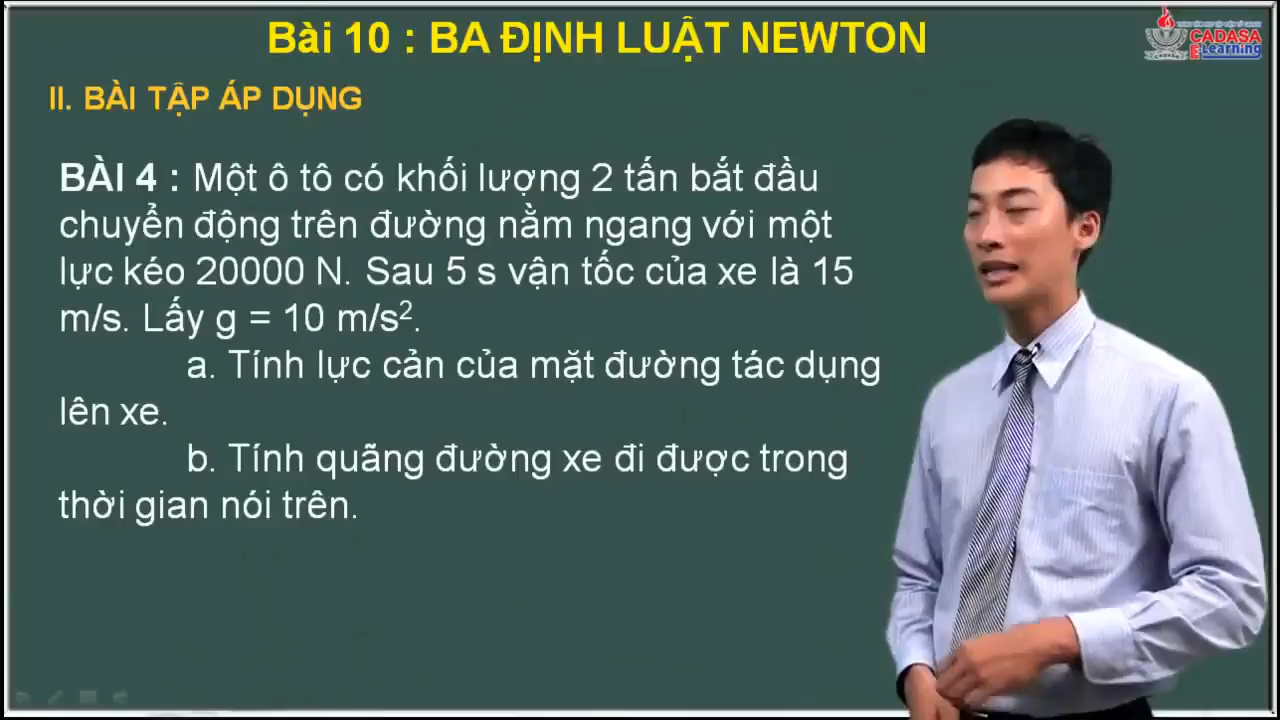 Bài 10 : BA ĐỊNH LUẬT NEWTON
CADASA
E Learning
II. BÀI TẬP ÁP DỤNG
BÀI 4 : Một ô tô có khối lượng 2 tấn bắt đầu
chuyển động trên đường nằm ngang với một
lực kéo 20000 N. Sau 5 s vận tốc của xe là 15
m/s. Lấy g = 10 m/s².
a. Tính lực cản của mặt đường tác dụng
lên xe.
b. Tính quãng đường xe đi được trong
thời gian nói trên.